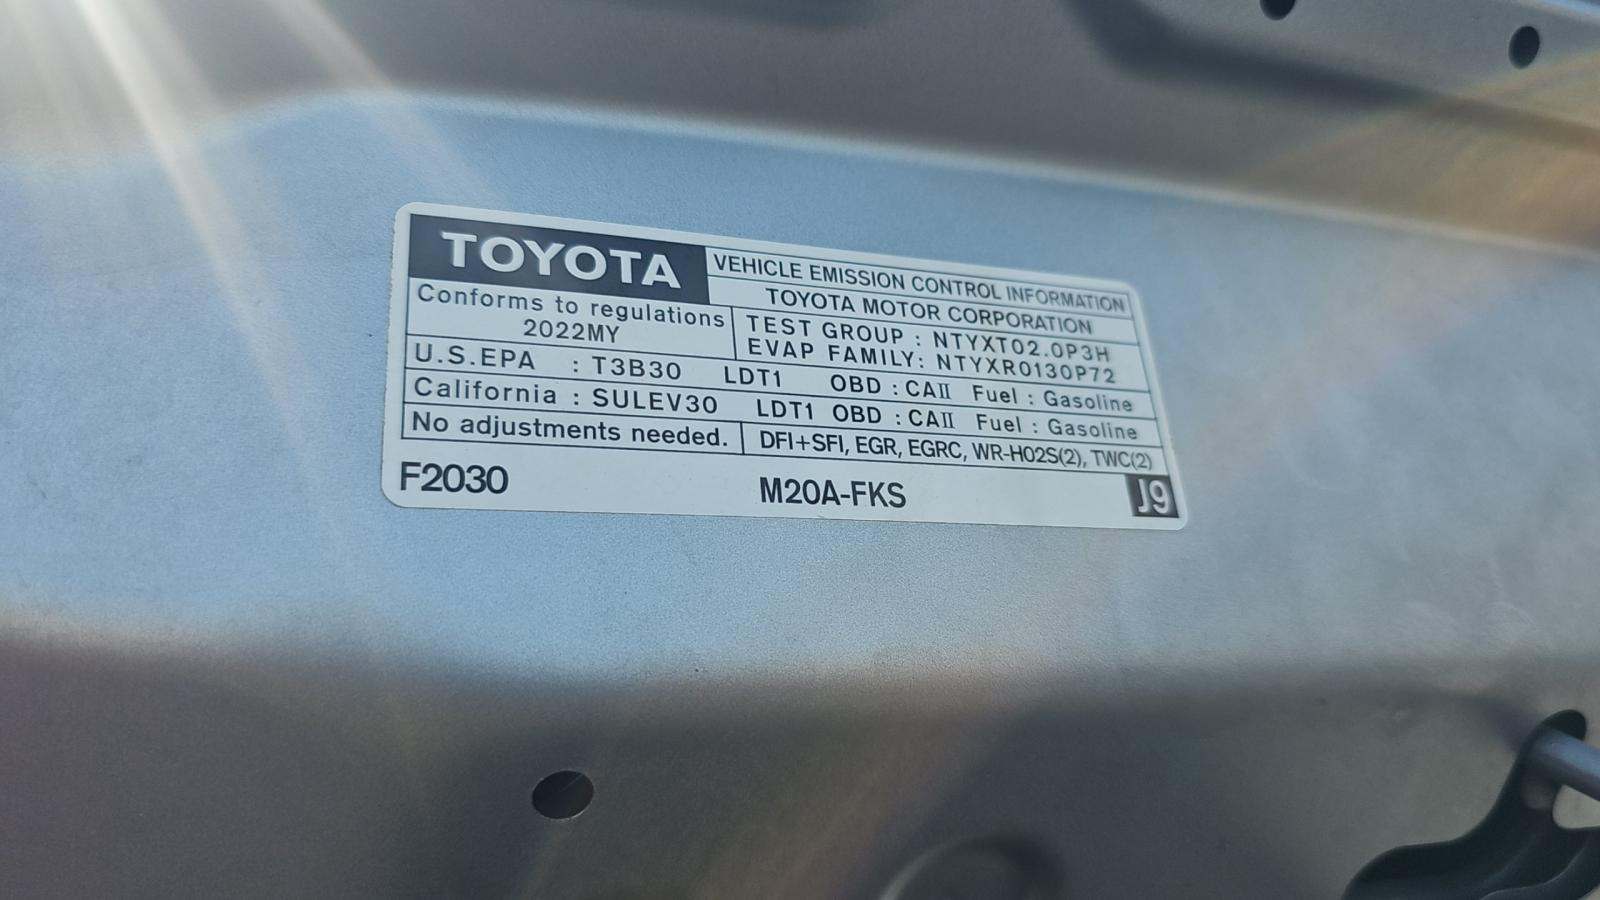 TOYOTA
VEHICLE EMISSION CONTROL INFORMATION
TOYOTA MOTOR CORPORATION
Conforms to regulations
2022MY
TEST GROUP : NTYXT02.0P3H
EVAP FAMILY: NTYXR0130P72
U.S.EPA : T3B30 LDT1 OBD : CAII Fuel : Gasoline
California : SULEV30 LDT1 OBD : CAII Fuel : Gasoline
No adjustments needed. DFI+SFI, EGR, EGRC, WR-HO2S(2), TWC(2)
F2030 M20A-FKS J9